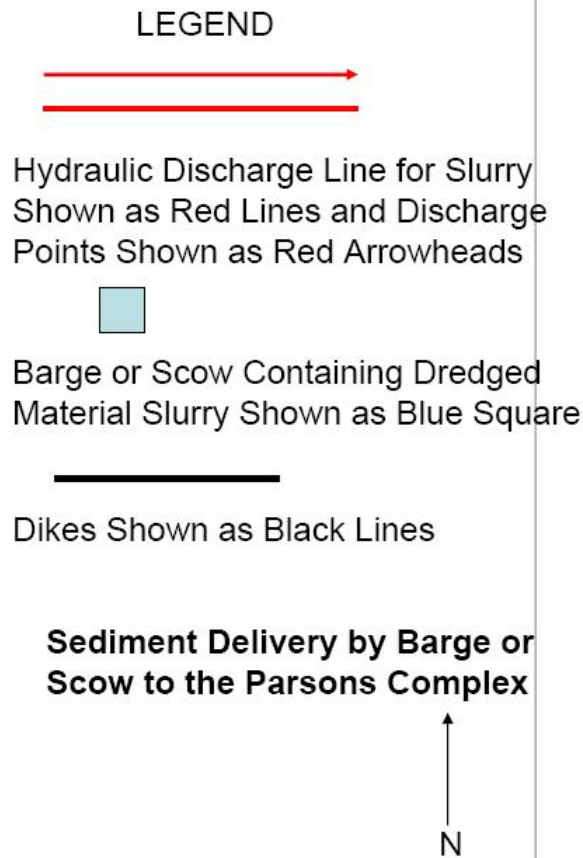 LEGEND
Hydraulic Discharge Line for Slurry
Shown as Red Lines and Discharge
Points Shown as Red Arrowheads
Barge or Scow Containing Dredged
Material Slurry Shown as Blue Square
Dikes Shown as Black Lines
Sediment Delivery by Barge or
Scow to the Parsons Complex
N